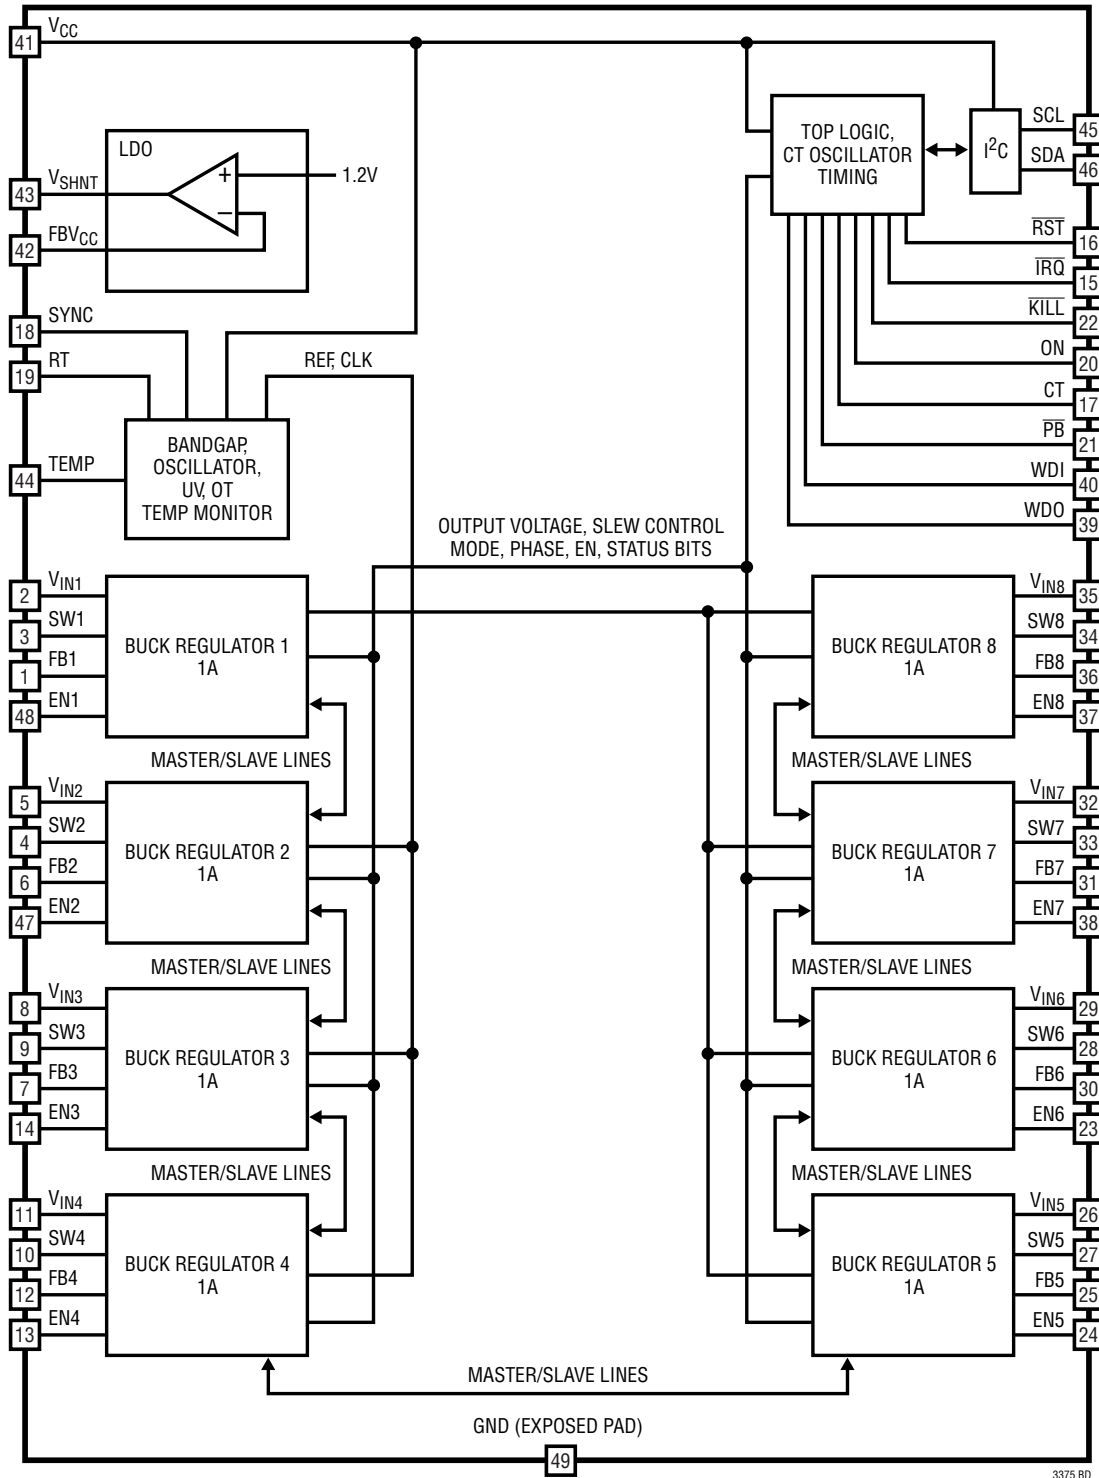 41
VCC
LDO
43
VSHNT
+
1.2V
–
42
FBVCC
TOP LOGIC,
CT OSCILLATOR
TIMING
I2C
SCL
45
SDA
46
RST
16
IRQ
15
KILL
22
ON
20
CT
17
PB
21
WDI
40
WDO
39
18
SYNC
19
RT
REF, CLK
44
TEMP
BANDGAP,
OSCILLATOR,
UV, OT
TEMP MONITOR
OUTPUT VOLTAGE, SLEW CONTROL
MODE, PHASE, EN, STATUS BITS
2
VIN1
3
SW1
1
FB1
48
EN1
BUCK REGULATOR 1
1A
BUCK REGULATOR 8
1A
VIN8
35
SW8
34
FB8
36
EN8
37
MASTER/SLAVE LINES
MASTER/SLAVE LINES
5
VIN2
4
SW2
6
FB2
47
EN2
BUCK REGULATOR 2
1A
BUCK REGULATOR 7
1A
VIN7
32
SW7
33
FB7
31
EN7
38
MASTER/SLAVE LINES
MASTER/SLAVE LINES
8
VIN3
9
SW3
7
FB3
14
EN3
BUCK REGULATOR 3
1A
BUCK REGULATOR 6
1A
VIN6
29
SW6
28
FB6
30
EN6
23
MASTER/SLAVE LINES
MASTER/SLAVE LINES
11
VIN4
10
SW4
12
FB4
13
EN4
BUCK REGULATOR 4
1A
BUCK REGULATOR 5
1A
VIN5
26
SW5
27
FB5
25
EN5
24
MASTER/SLAVE LINES
GND (EXPOSED PAD)
49
3375 BD